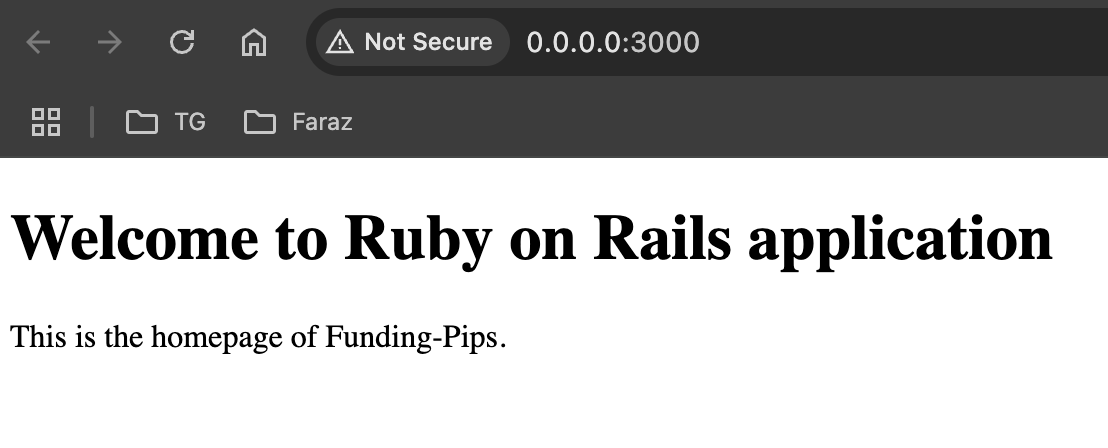 Not Secure 0.0.0.0:3000
TG Faraz
Welcome to Ruby on Rails application
This is the homepage of Funding-Pips.